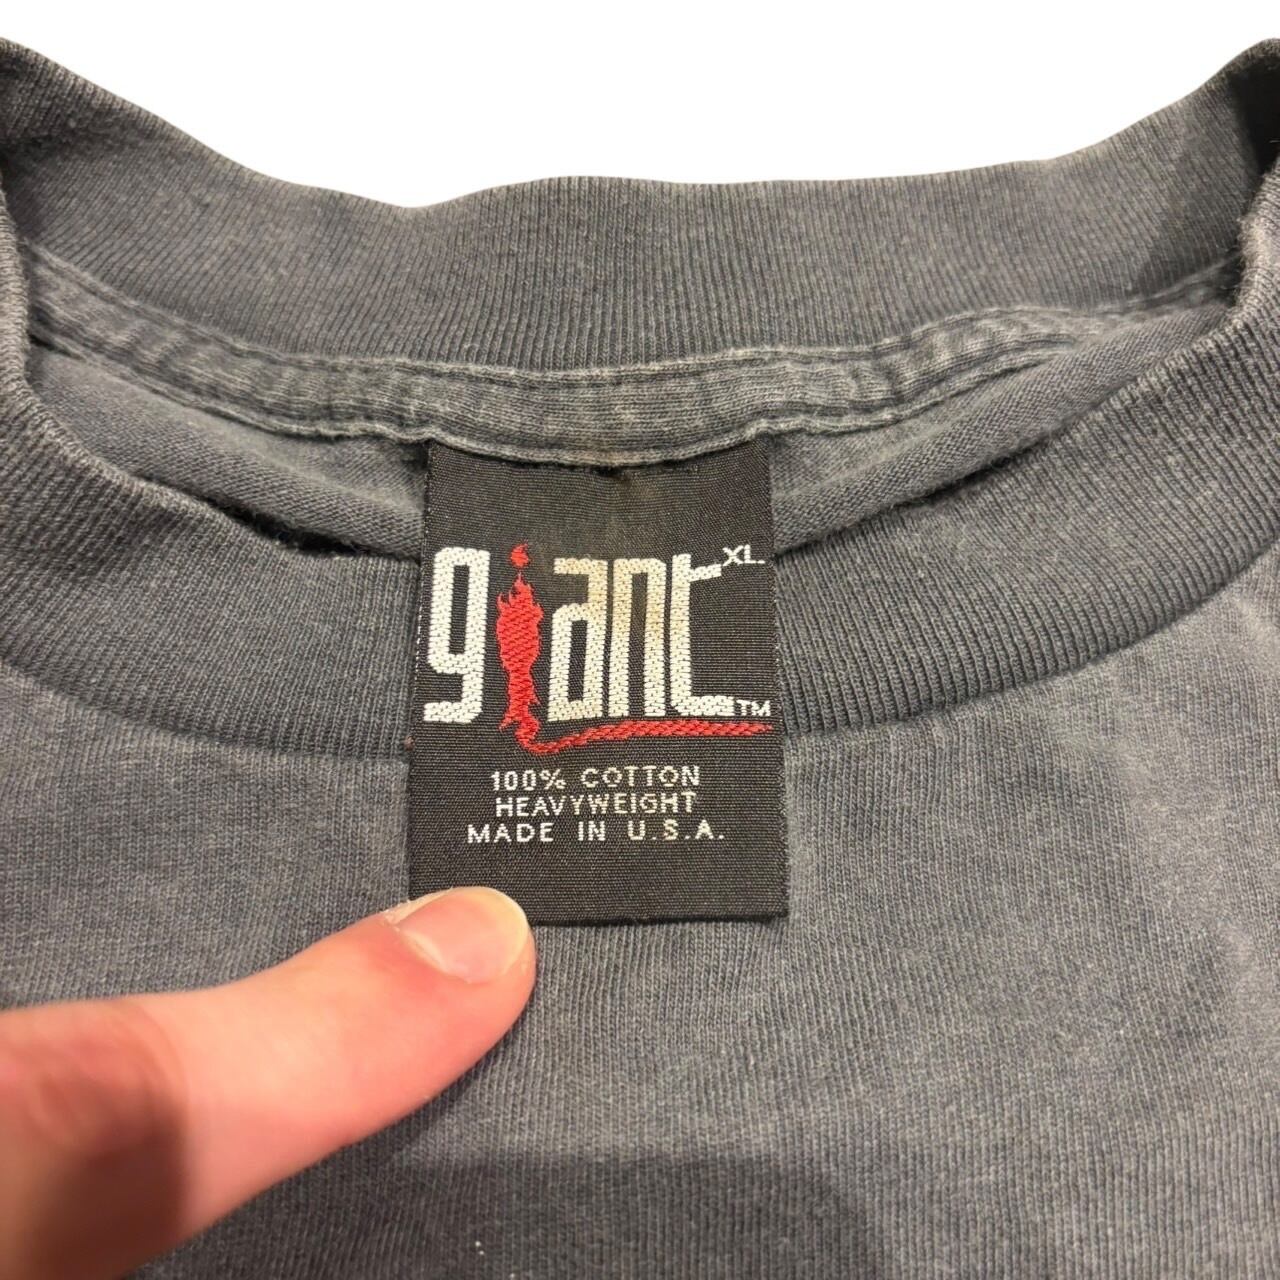 giant XL.
TM
100% COTTON
HEAVYWEIGHT
MADE IN U.S.A.